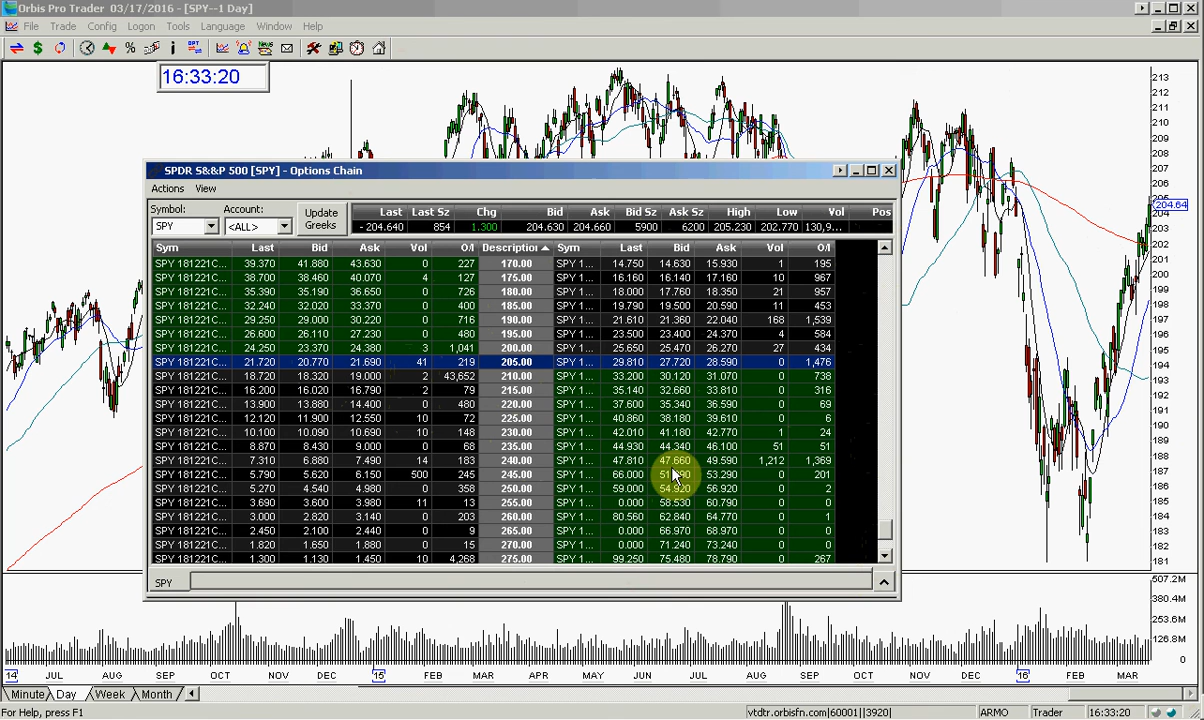 Orbis Pro Trader 03/17/2016 - [SPY--1 Day]
File Trade Config Logon Tools Language Window Help
16:33:20
SPDR S&&P 500 [SPY] - Options Chain
Actions View
Symbol: Account: Update Greeks Last Last Sz Chg Bid Ask Bid Sz Ask Sz High Low Vol Pos
SPY <ALL> - 204.640 854 1.300 204.630 204.660 5900 205.230 202.770 130,9...
Sym Last Bid Ask Vol O/I Descriptio Sym Last Bid Ask Vol O/I
SPY 181221C... 39.370 41.880 43.630 0 227 170.00 SPY 1... 14.750 14.630 15.930 1 195
SPY 181221C... 38.700 38.460 40.070 4 127 175.00 SPY 1... 16.160 16.140 17.160 10 967
SPY 181221C... 35.390 35.190 36.650 0 726 180.00 SPY 1... 18.000 17.760 18.350 21 957
SPY 181221C... 32.240 32.020 33.370 0 400 185.00 SPY 1... 19.790 19.500 20.590 11 453
SPY 181221C... 29.250 29.000 30.220 0 716 190.00 SPY 1... 21.610 21.360 22.040 168 1,539
SPY 181221C... 26.600 26.110 27.230 0 480 195.00 SPY 1... 23.500 23.400 24.370 4 584
SPY 181221C... 24.250 23.370 24.380 3 1,041 200.00 SPY 1... 25.650 25.470 26.270 27 434
SPY 181221C... 21.720 20.770 21.690 41 219 205.00 SPY 1... 29.810 27.720 28.590 0 1,476
SPY 181221C... 18.720 18.320 19.000 2 43,652 210.00 SPY 1... 33.200 30.120 31.070 0 738
SPY 181221C... 16.200 16.020 16.790 2 79 215.00 SPY 1... 35.140 32.660 33.810 0 316
SPY 181221C... 13.900 13.880 14.400 0 480 220.00 SPY 1... 37.600 35.340 36.590 0 69
SPY 181221C... 12.120 11.900 12.550 10 72 225.00 SPY 1... 40.860 38.180 39.610 0 6
SPY 181221C... 10.100 10.090 10.690 10 148 230.00 SPY 1... 42.010 41.180 42.770 1 24
SPY 181221C... 8.870 8.430 9.000 0 68 235.00 SPY 1... 44.930 44.340 46.100 51 51
SPY 181221C... 7.310 6.880 7.490 14 183 240.00 SPY 1... 47.810 47.660 49.590 1,212 1,369
SPY 181221C... 5.790 5.620 6.150 500 245 245.00 SPY 1... 66.000 53.290 0 201
SPY 181221C... 5.270 4.540 4.980 0 358 250.00 SPY 1... 59.000 54.920 56.920 0 2
SPY 181221C... 3.690 3.600 3.980 11 13 255.00 SPY 1... 0.000 58.530 60.790 0 0
SPY 181221C... 3.000 2.820 3.140 0 203 260.00 SPY 1... 80.560 62.840 64.770 0 1
SPY 181221C... 2.450 2.100 2.440 0 9 265.00 SPY 1... 0.000 66.970 68.970 0 0
SPY 181221C... 1.820 1.650 1.880 0 15 270.00 SPY 1... 0.000 71.240 73.240 0 0
SPY 181221C... 1.300 1.130 1.450 0 4,268 275.00 SPY 1... 99.250 75.480 78.790 0 267
SPY
213
212
211
210
209
208
207
206
205
204.64
204
202
201
200
199
198
197
196
195
194
193
192
191
190
189
188
187
186
185
184
183
182
181
507.2M
380.4M
253.6M
126.8M
0
14 JUL AUG SEP OCT NOV DEC 15 FEB MAR APR MAY JUN JUL AUG SEP OCT NOV DEC 16 FEB MAR
Minute Day Week Month
For Help, press F1 vtdtr.orbisfn.com||60001||3920| ARMO Trader 16:33:20